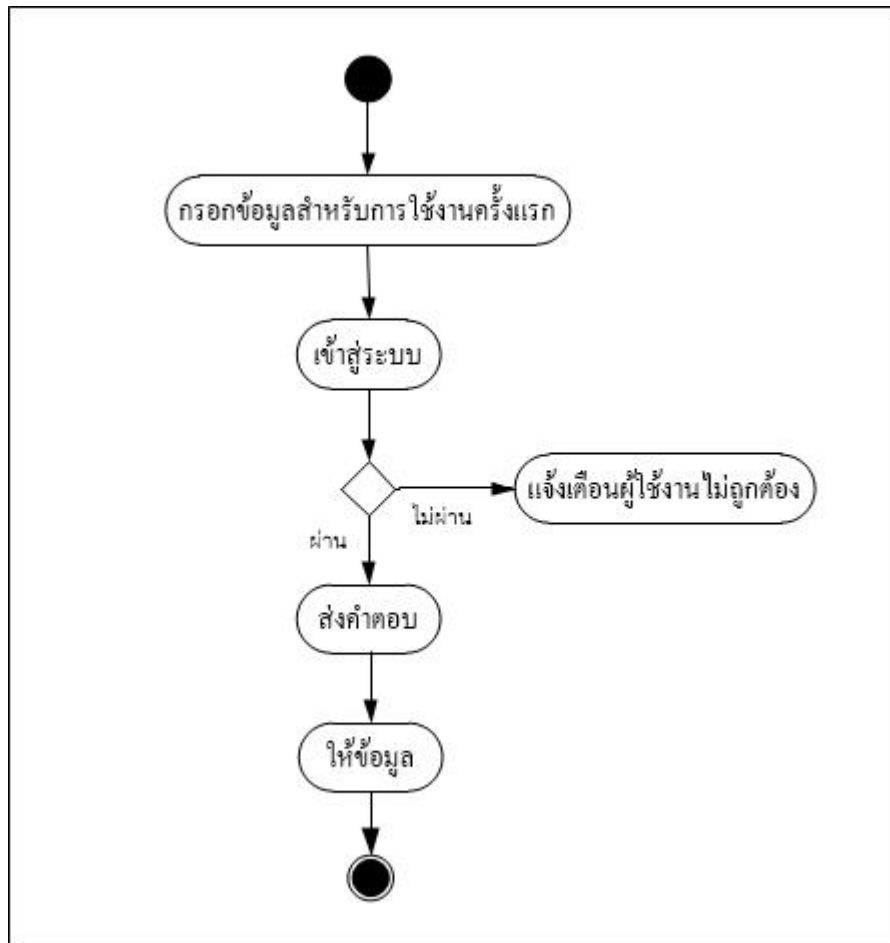 กรอกข้อมูลสำหรับการใช้งานครั้งแรก
เข้าสู่ระบบ
แจ้งเตือนผู้ใช้งานไม่ถูกต้อง
ไม่ผ่าน
ผ่าน
ส่งคำตอบ
ให้ข้อมูล